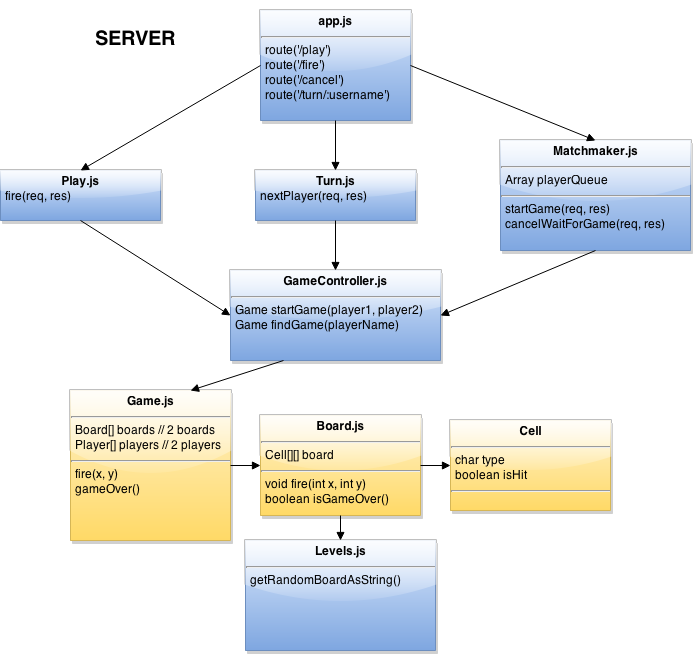 SERVER
app.js
route('/play')
route('/fire')
route('/cancel')
route('/turn/:username')
Play.js
fire(req, res)
Turn.js
nextPlayer(req, res)
Matchmaker.js
Array playerQueue
startGame(req, res)
cancelWaitForGame(req, res)
GameController.js
Game startGame(player1, player2)
Game findGame(playerName)
Game.js
Board[] boards // 2 boards
Player[] players // 2 players
fire(x, y)
gameOver()
Board.js
Cell[][] board
void fire(int x, int y)
boolean isGameOver()
Cell
char type
boolean isHit
Levels.js
getRandomBoardAsString()